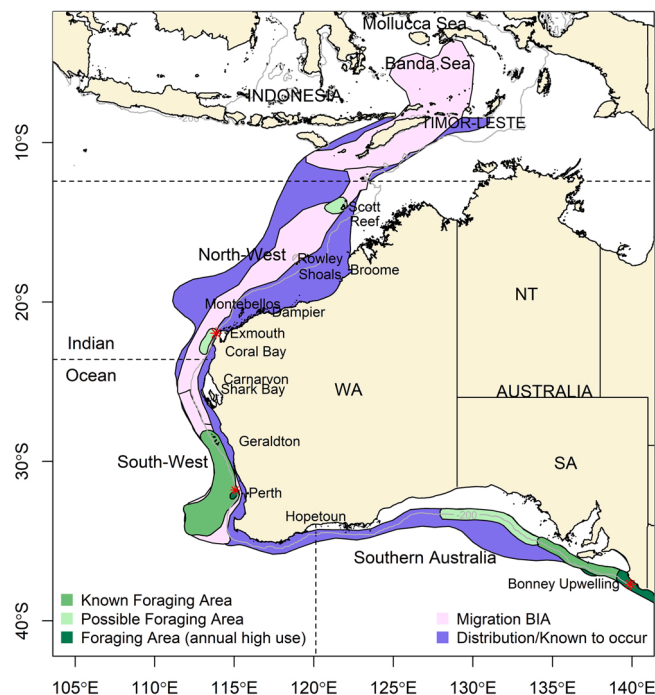 Mollucca Sea
Banda Sea
INDONESIA
TIMOR-LESTE
10°S
Scott
Reef
North-West
Rowley
Shoals
Broome
20°S
Montebellos
Dampier
NT
Exmouth
Indian
Coral Bay
Ocean
Carnarvon
Shark Bay
WA
AUSTRALIA
Geraldton
30°S
South-West
SA
Perth
Hopetoun
-200
Southern Australia
Bonney Upwelling
Known Foraging Area
Possible Foraging Area
Foraging Area (annual high use)
Migration BIA
Distribution/Known to occur
40°S
105°E 110°E 115°E 120°E 125°E 130°E 135°E 140°E